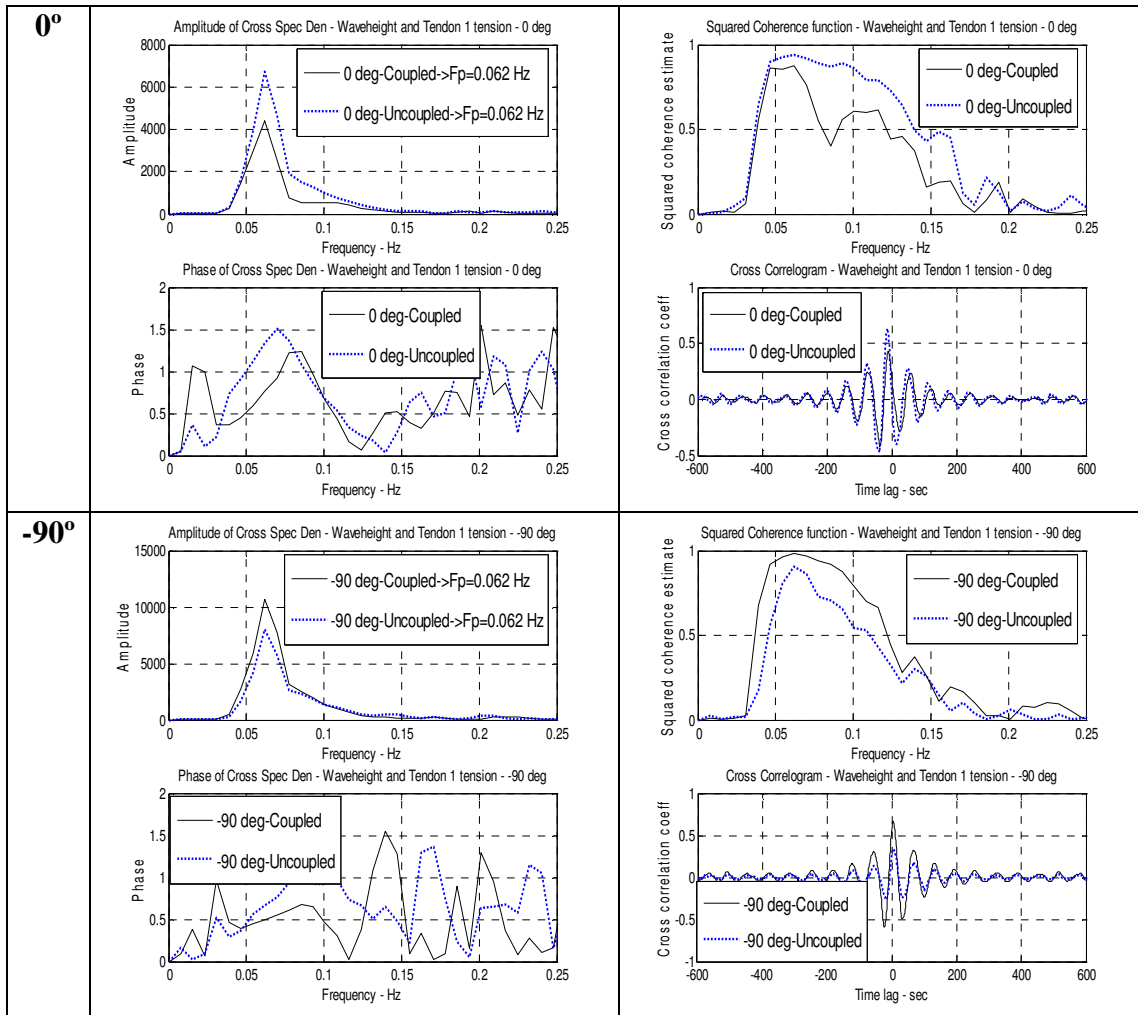 0º
Amplitude of Cross Spec Den - Waveheight and Tendon 1 tension - 0 deg
8000
6000
4000
2000
0
Amplitude
0 deg-Coupled->Fp=0.062 Hz
0 deg-Uncoupled->Fp=0.062 Hz
0 0.05 0.1 0.15 0.2 0.25
Frequency - Hz
Phase of Cross Spec Den - Waveheight and Tendon 1 tension - 0 deg
2
1.5
1
0.5
0
Phase
0 deg-Coupled
0 deg-Uncoupled
0 0.05 0.1 0.15 0.2 0.25
Frequency - Hz
Squared Coherence function - Waveheight and Tendon 1 tension - 0 deg
1
0.5
0
Squared coherence estimate
0 deg-Coupled
0 deg-Uncoupled
0 0.05 0.1 0.15 0.2 0.25
Frequency - Hz
Cross Correlogram - Waveheight and Tendon 1 tension - 0 deg
1
0.5
0
-0.5
Cross correlation coeff
0 deg-Coupled
0 deg-Uncoupled
-600 -400 -200 0 200 400 600
Time lag - sec
-90º
Amplitude of Cross Spec Den - Waveheight and Tendon 1 tension - -90 deg
15000
10000
5000
0
Amplitude
-90 deg-Coupled->Fp=0.062 Hz
-90 deg-Uncoupled->Fp=0.062 Hz
0 0.05 0.1 0.15 0.2 0.25
Frequency - Hz
Phase of Cross Spec Den - Waveheight and Tendon 1 tension - -90 deg
2
1.5
1
0.5
0
Phase
-90 deg-Coupled
-90 deg-Uncoupled
0 0.05 0.1 0.15 0.2 0.25
Frequency - Hz
Squared Coherence function - Waveheight and Tendon 1 tension - -90 deg
1
0.5
0
Squared coherence estimate
-90 deg-Coupled
-90 deg-Uncoupled
0 0.05 0.1 0.15 0.2 0.25
Frequency - Hz
Cross Correlogram - Waveheight and Tendon 1 tension - -90 deg
1
0.5
0
-0.5
-1
Cross correlation coeff
-90 deg-Coupled
-90 deg-Uncoupled
-600 -400 -200 0 200 400 600
Time lag - sec